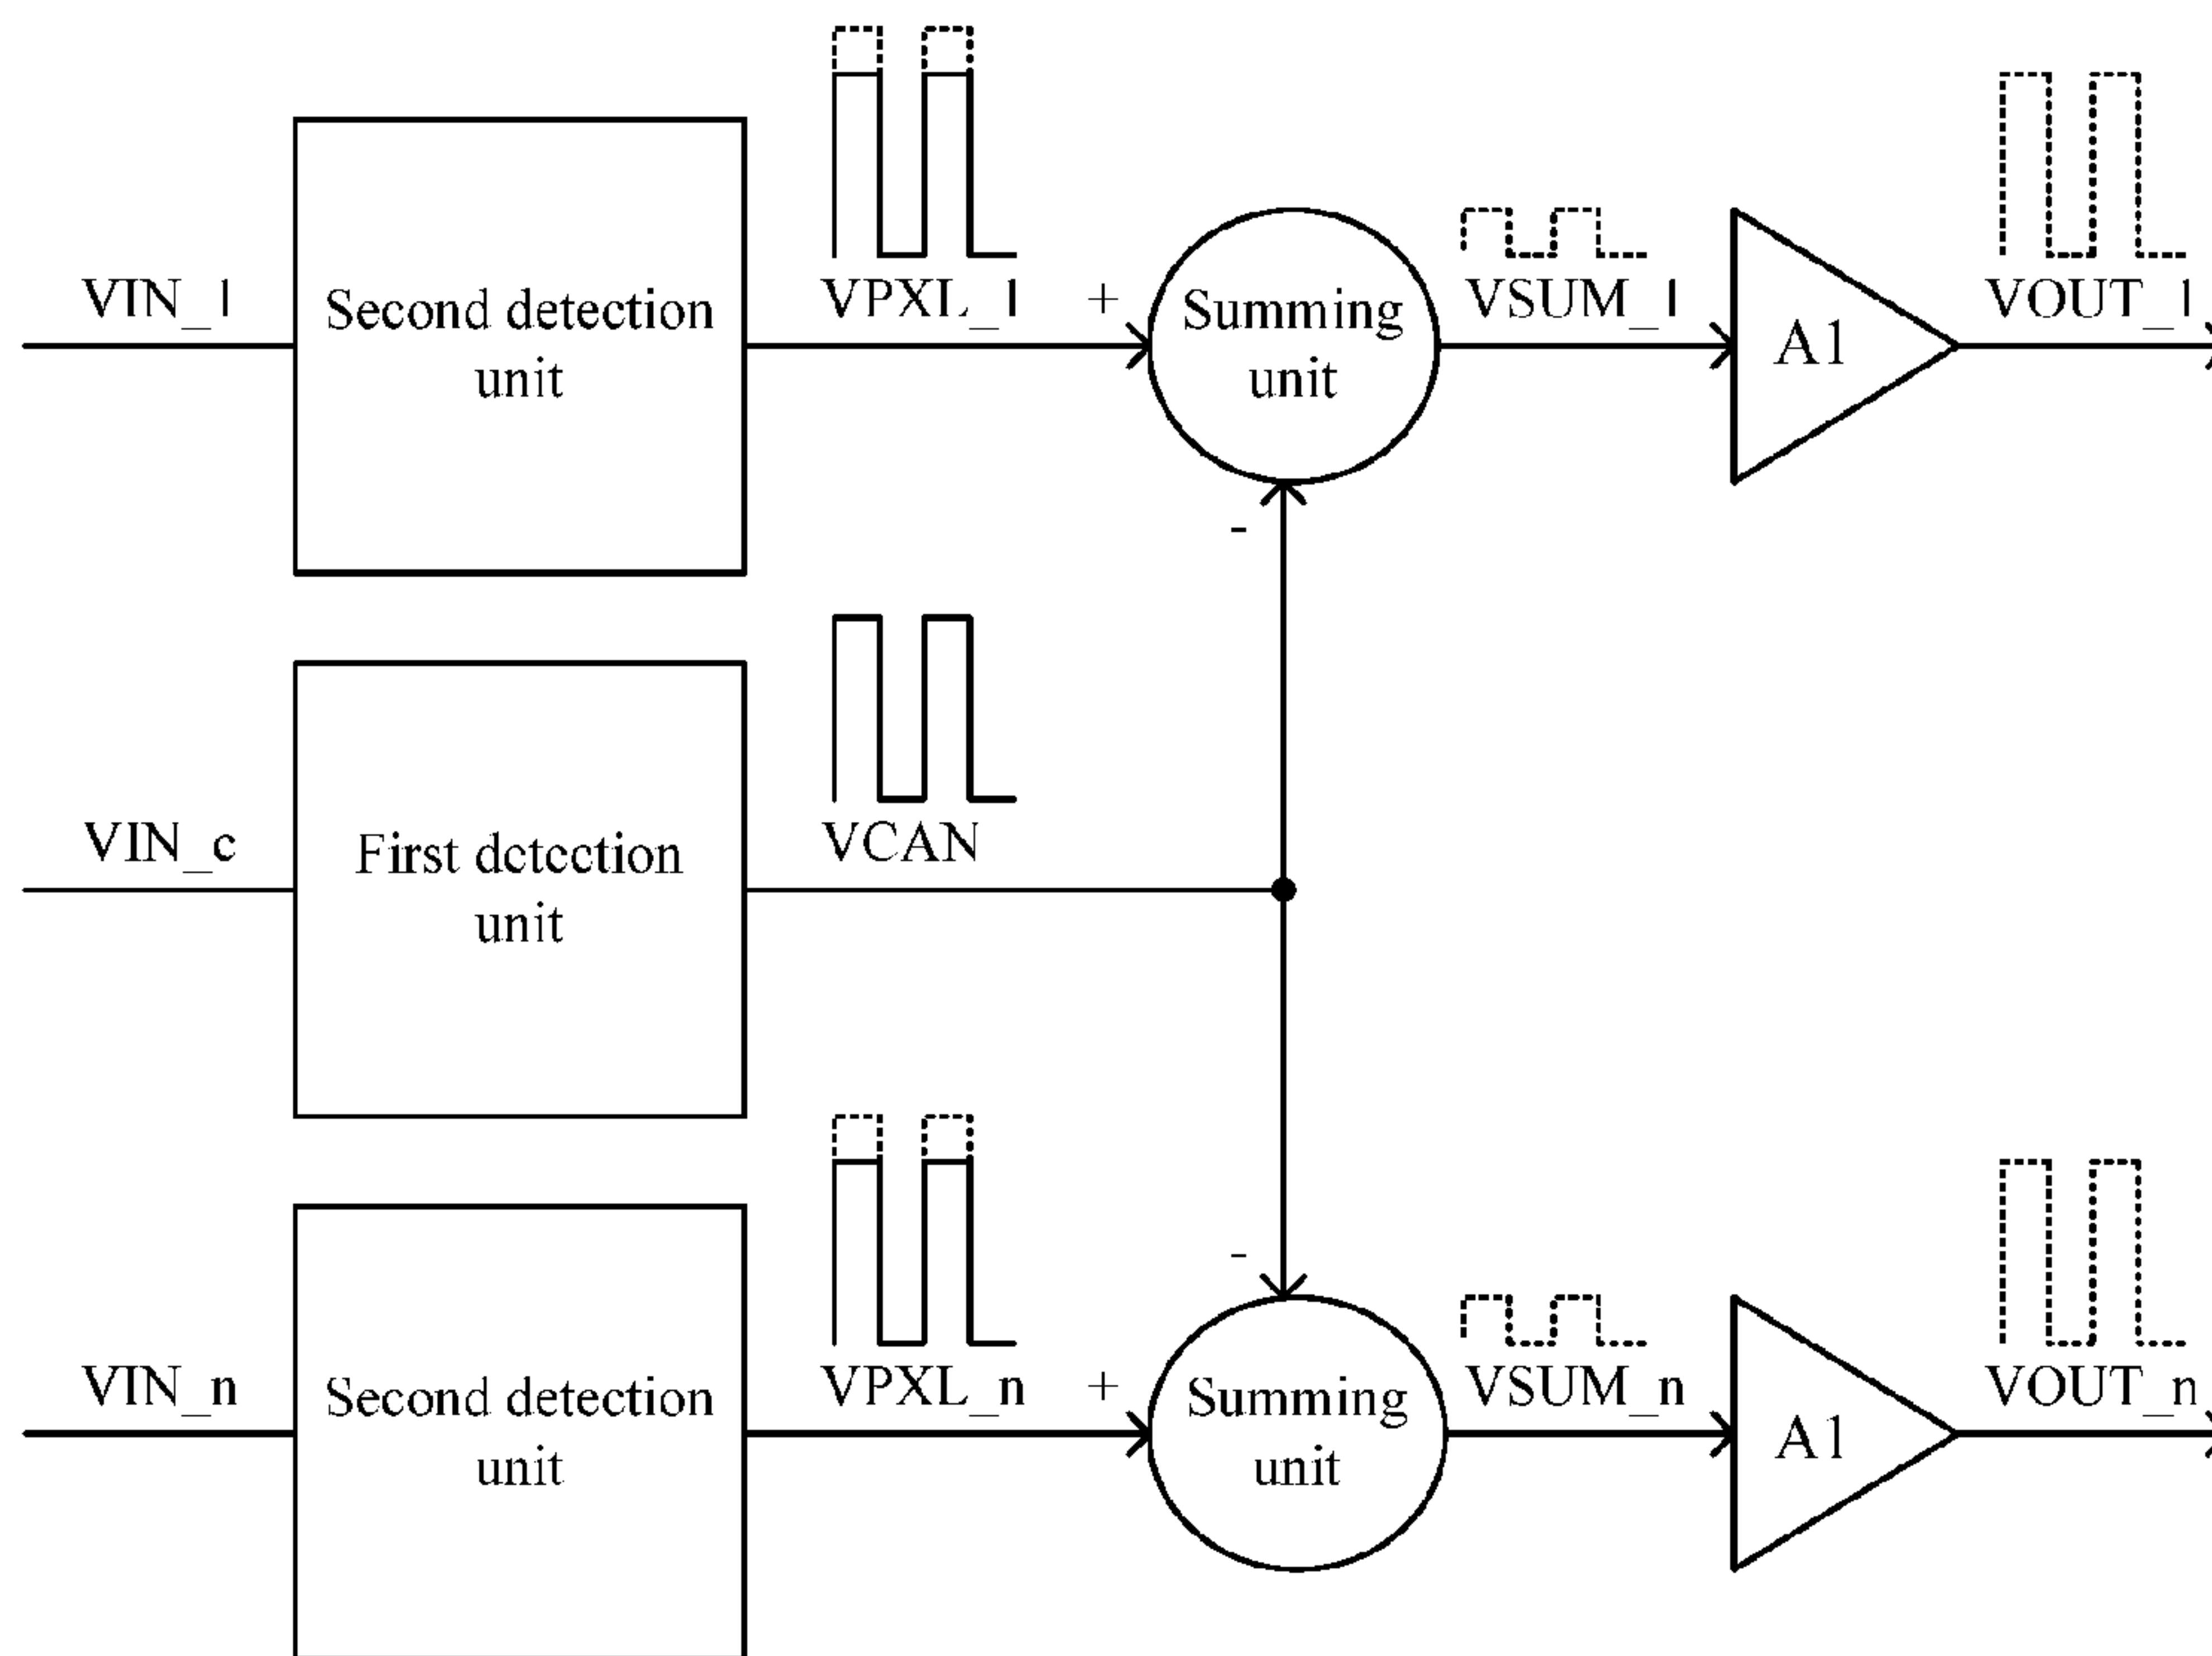 VIN_1
Second detection
unit
VPXL_1
+
Summing
unit
-
VSUM_1
A1
VOUT_1
VIN_c
First detection
unit
VCAN
VIN_n
Second detection
unit
VPXL_n
+
-
Summing
unit
VSUM_n
A1
VOUT_n